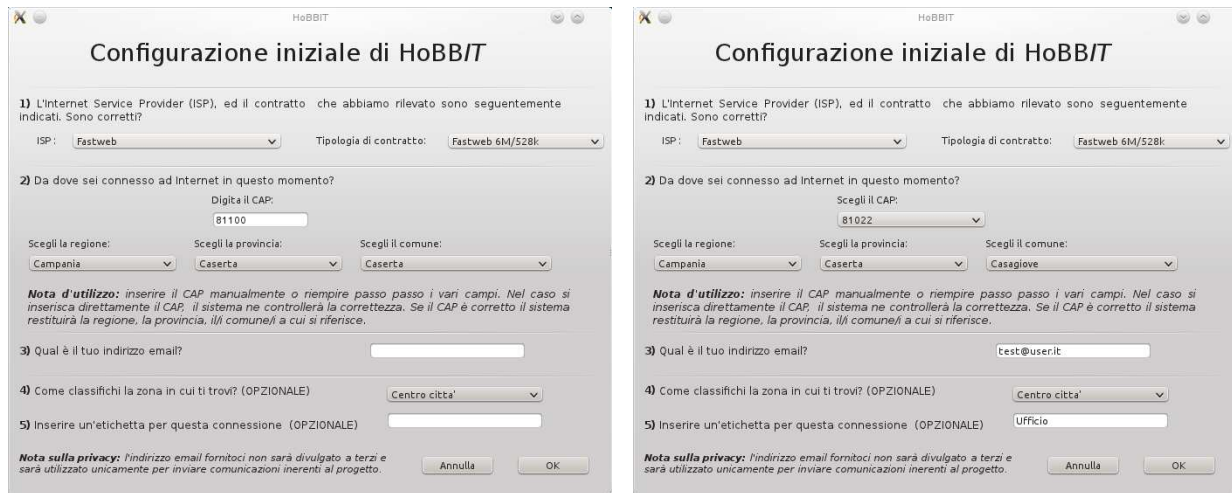 HoBBIT
Configurazione iniziale di HoBBIT
1) L'Internet Service Provider (ISP), ed il contratto che abbiamo rilevato sono seguentemente
indicati. Sono corretti?
ISP: Fastweb Tipologia di contratto: Fastweb 6M/528k
2) Da dove sei connesso ad Internet in questo momento?
Digita il CAP:
81100
Scegli la regione: Scegli la provincia: Scegli il comune:
Campania Caserta Caserta
Nota d'utilizzo: inserire il CAP manualmente o riempire passo passo i vari campi. Nel caso si
inserisca direttamente il CAP, il sistema ne controllerà la correttezza. Se il CAP è corretto il sistema
restituirà la regione, la provincia, il/i comune/i a cui si riferisce.
3) Qual è il tuo indirizzo email?
4) Come classifichi la zona in cui ti trovi? (OPZIONALE) Centro citta'
5) Inserire un'etichetta per questa connessione (OPZIONALE)
Nota sulla privacy: l'indirizzo email fornitoci non sarà divulgato a terzi e
sarà utilizzato unicamente per inviare comunicazioni inerenti al progetto.
Annulla OK
HoBBIT
Configurazione iniziale di HoBBIT
1) L'Internet Service Provider (ISP), ed il contratto che abbiamo rilevato sono seguentemente
indicati. Sono corretti?
ISP: Fastweb Tipologia di contratto: Fastweb 6M/528k
2) Da dove sei connesso ad Internet in questo momento?
Scegli il CAP:
81022
Scegli la regione: Scegli la provincia: Scegli il comune:
Campania Caserta Casagiove
Nota d'utilizzo: inserire il CAP manualmente o riempire passo passo i vari campi. Nel caso si
inserisca direttamente il CAP, il sistema ne controllerà la correttezza. Se il CAP è corretto il sistema
restituirà la regione, la provincia, il/i comune/i a cui si riferisce.
3) Qual è il tuo indirizzo email? test@user.it
4) Come classifichi la zona in cui ti trovi? (OPZIONALE) Centro citta'
5) Inserire un'etichetta per questa connessione (OPZIONALE) Ufficio
Nota sulla privacy: l'indirizzo email fornitoci non sarà divulgato a terzi e
sarà utilizzato unicamente per inviare comunicazioni inerenti al progetto.
Annulla OK